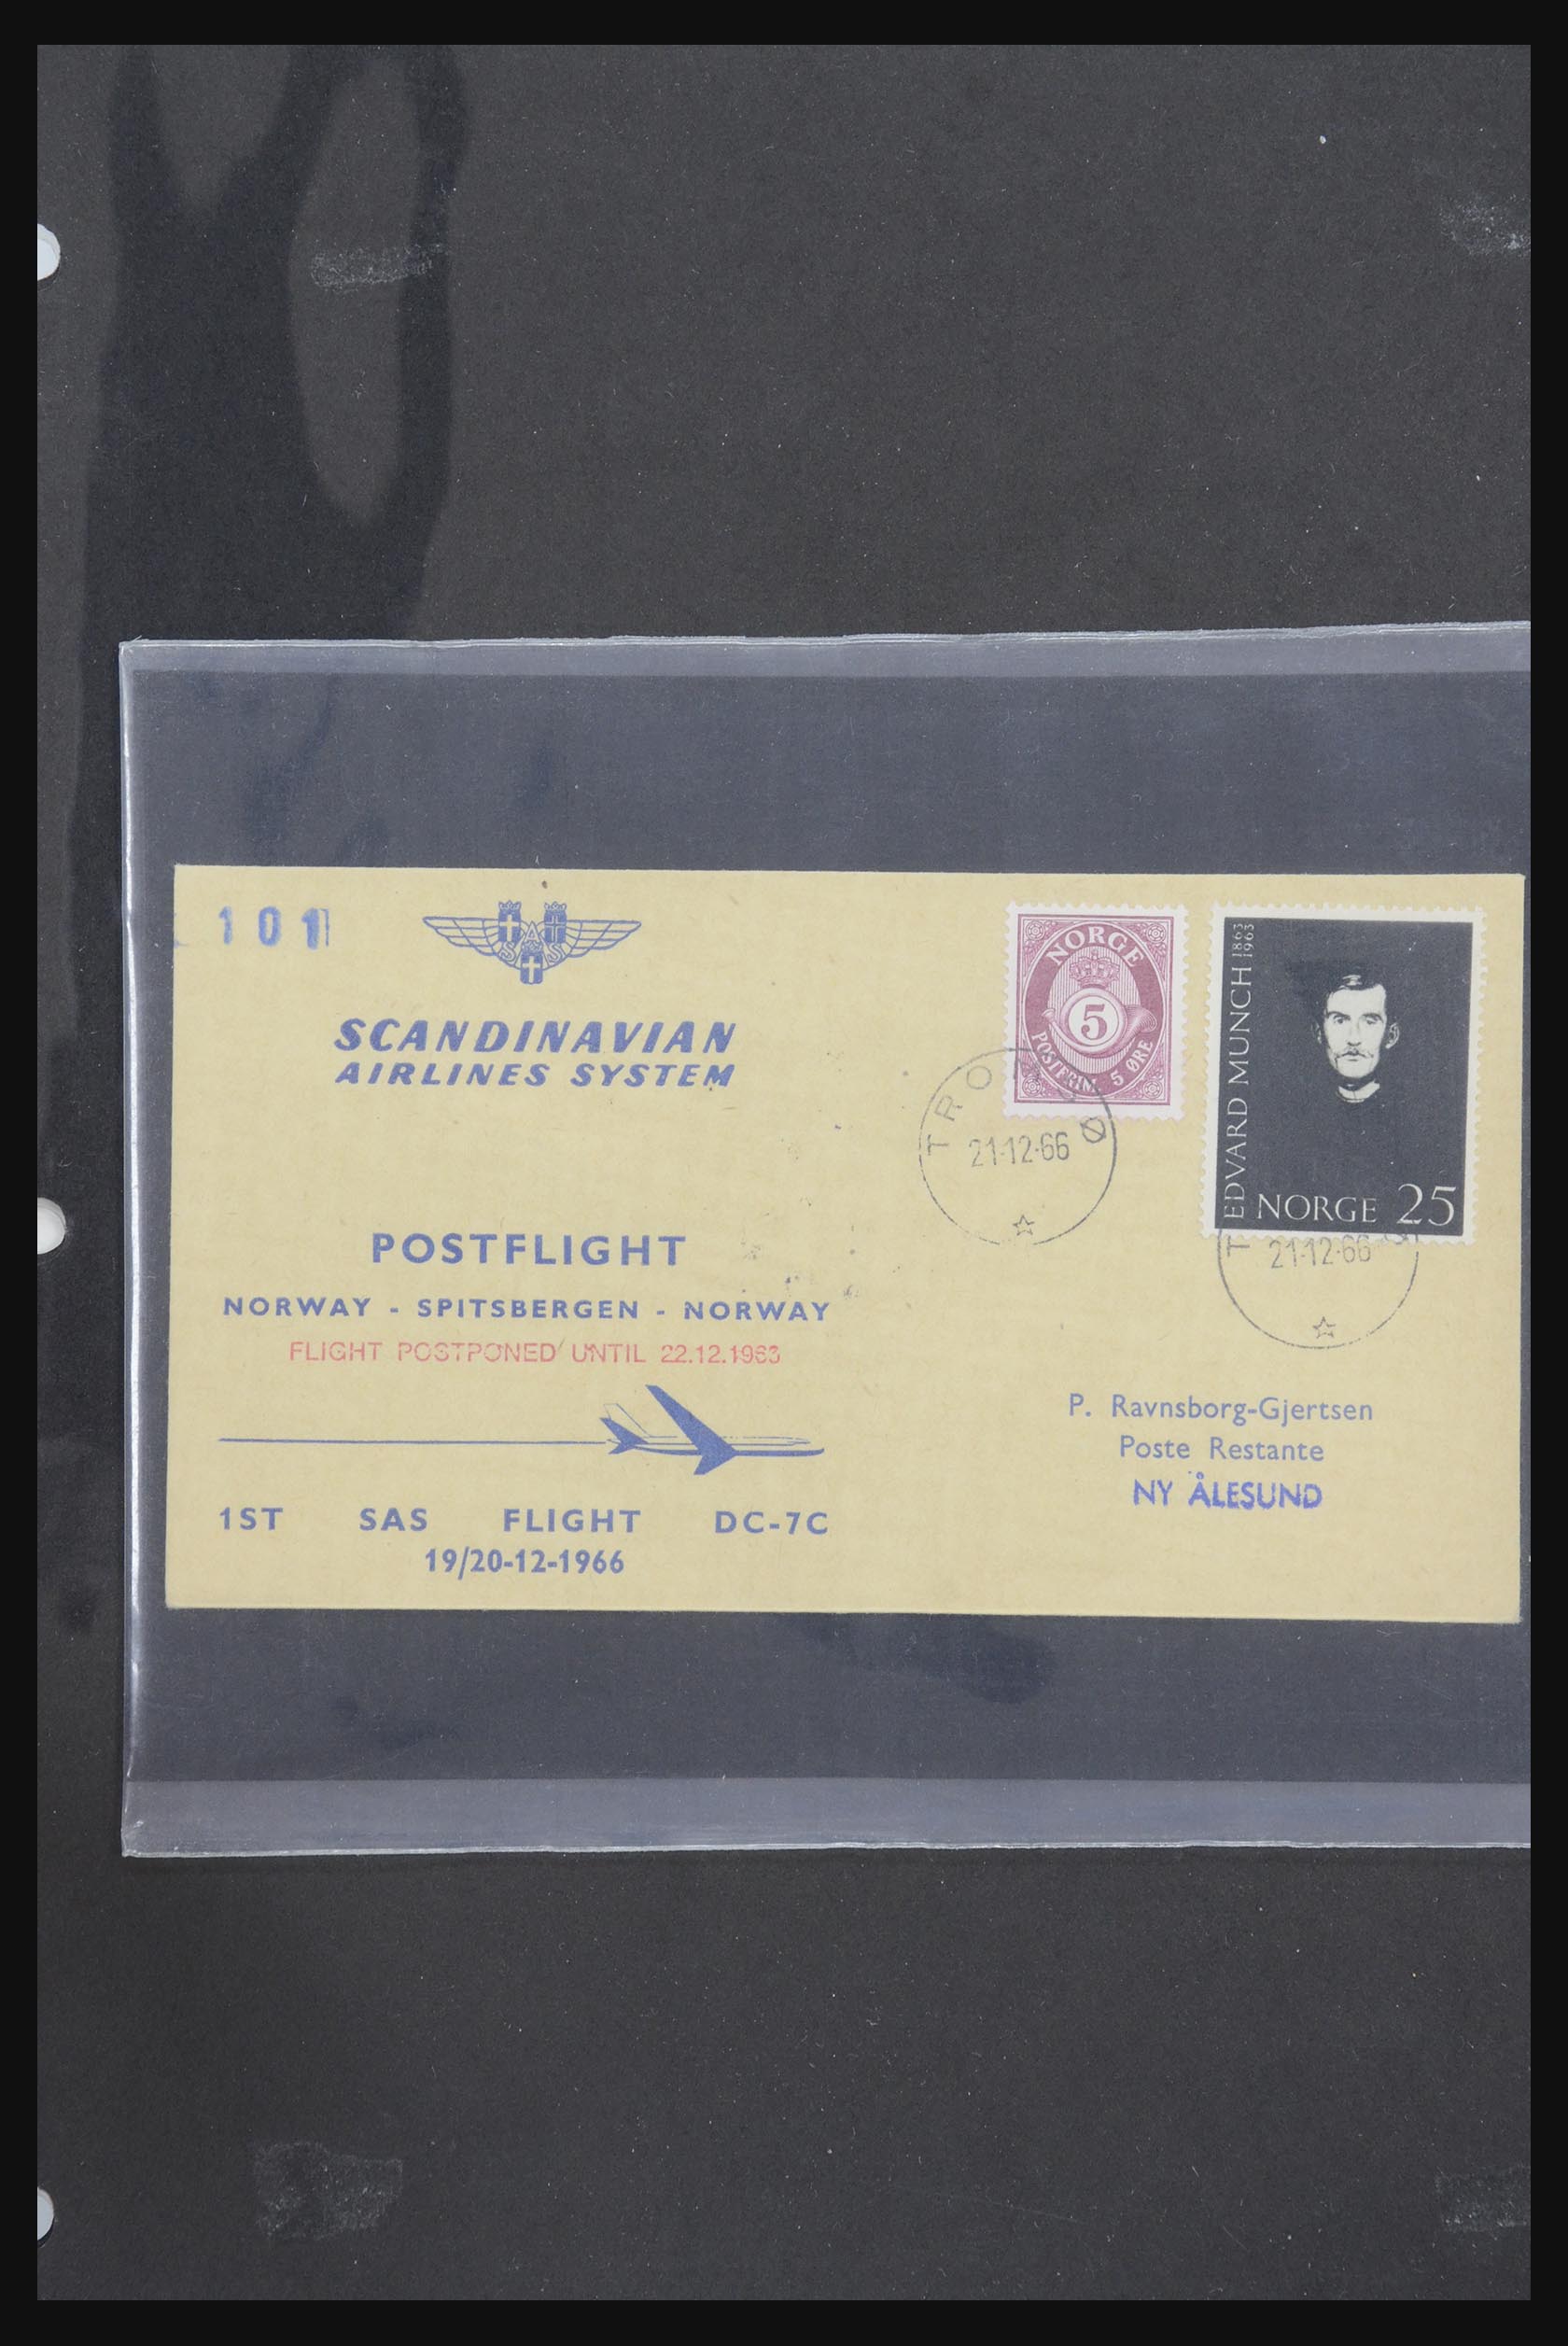 101
SAS
SCANDINAVIAN
AIRLINES SYSTEM
POSTFLIGHT
NORWAY - SPITSBERGEN - NORWAY
FLIGHT POSTPONED UNTIL 22.12.1963
1ST SAS FLIGHT DC-7C
19/20-12-1966
NORGE
5
POSTFRIM. 5 ØRE
21-12-66
EDVARD MUNCH 1863 1963
NORGE 25
21-12-66
P. Ravnsborg-Gjertsen
Poste Restante
NY ÅLESUND